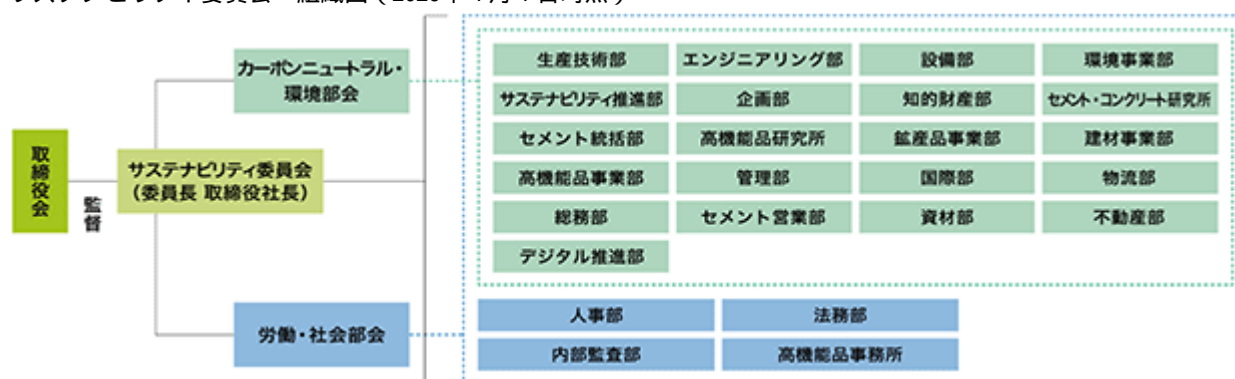 カーボンニュートラル・
環境部会
取締役会
監督
サステナビリティ委員会
(委員長 取締役社長)
労働・社会部会
生産技術部 エンジニアリング部 設備部 環境事業部
サステナビリティ推進部 企画部 知的財産部 セメント・コンクリート研究所
セメント統括部 高機能品研究所 鉱産品事業部 建材事業部
高機能品事業部 管理部 国際部 物流部
総務部 セメント営業部 資材部 不動産部
デジタル推進部
人事部 法務部
内部監査部 高機能品事務所